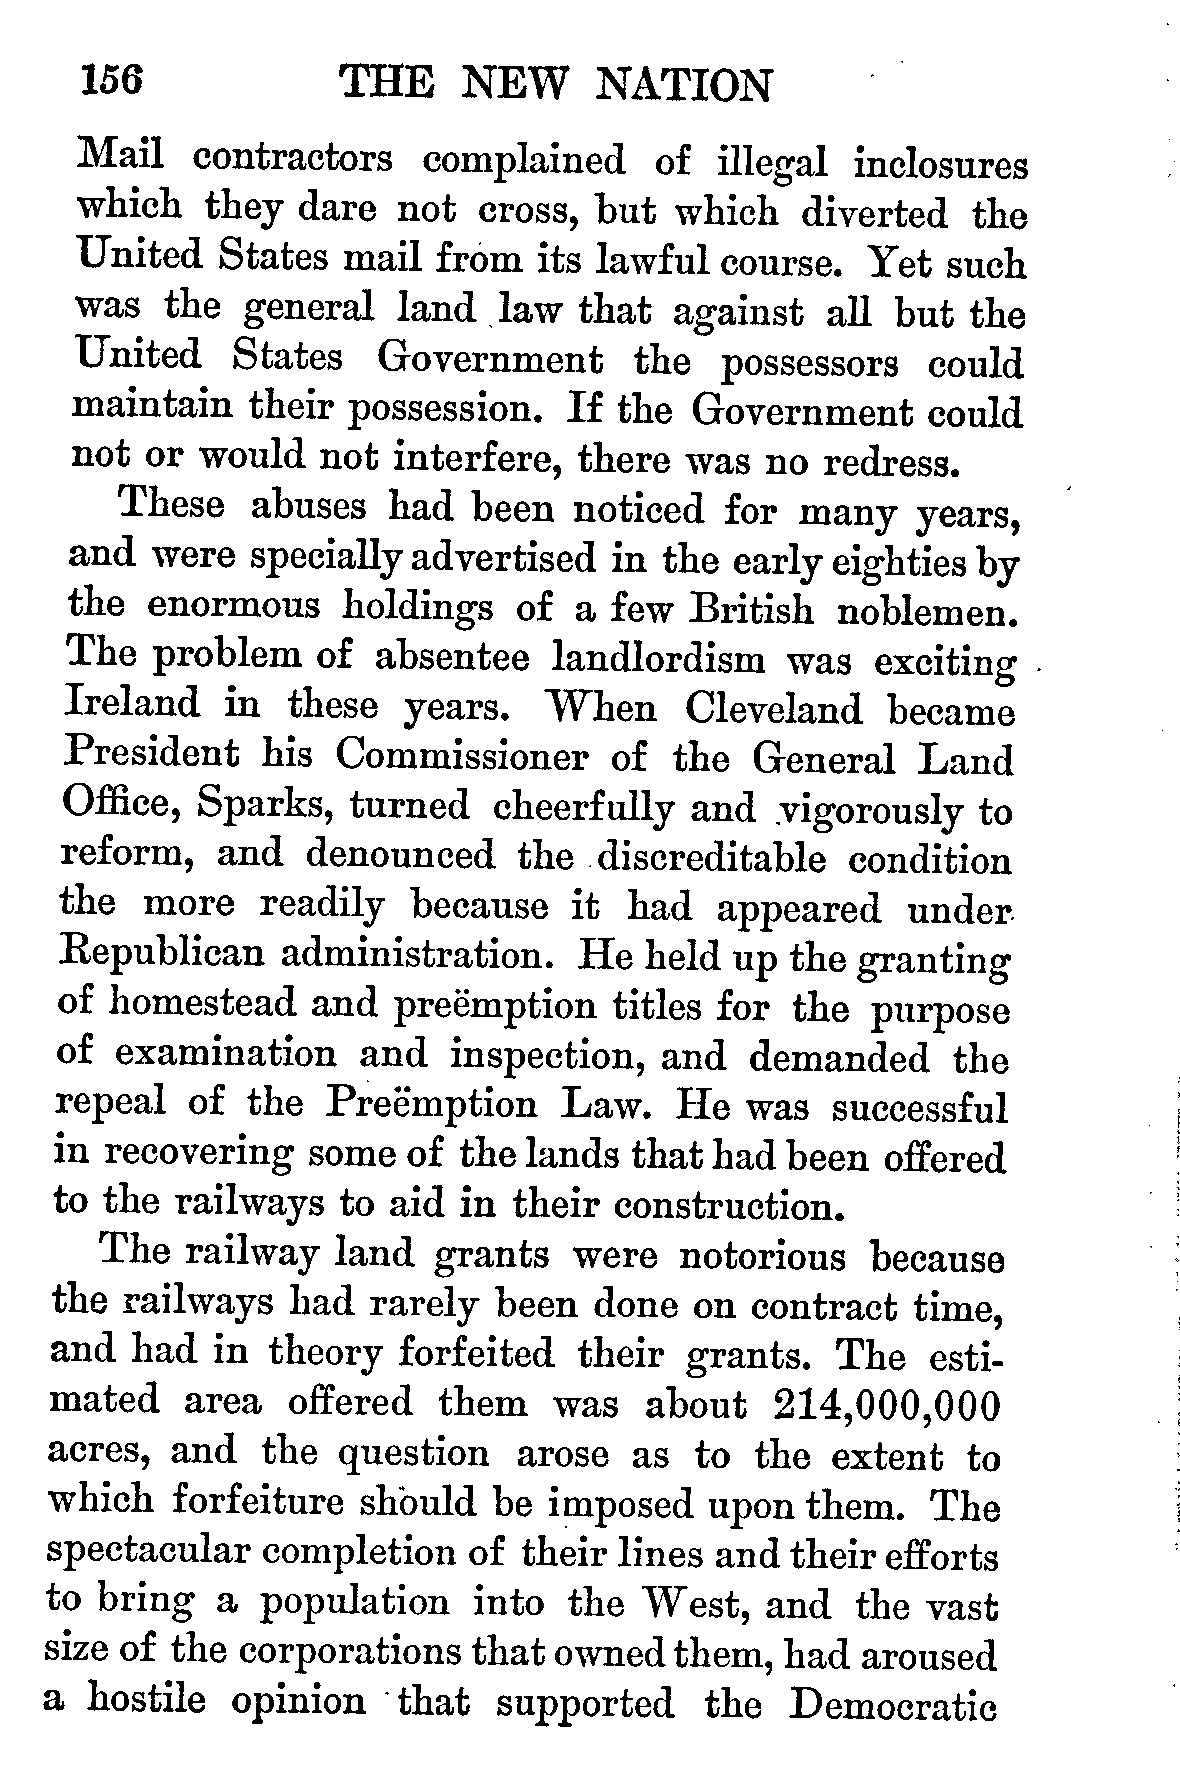 156 THE NEW NATION
Mail contractors complained of illegal inclosures
which they dare not cross, but which diverted the
United States mail from its lawful course. Yet such
was the general land law that against all but the
United States Government the possessors could
maintain their possession. If the Government could
not or would not interfere, there was no redress.
These abuses had been noticed for many years,
and were specially advertised in the early eighties by
the enormous holdings of a few British noblemen.
The problem of absentee landlordism was exciting
Ireland in these years. When Cleveland became
President his Commissioner of the General Land
Office, Sparks, turned cheerfully and vigorously to
reform, and denounced the discreditable condition
the more readily because it had appeared under
Republican administration. He held up the granting
of homestead and preëmption titles for the purpose
of examination and inspection, and demanded the
repeal of the Preëmption Law. He was successful
in recovering some of the lands that had been offered
to the railways to aid in their construction.
The railway land grants were notorious because
the railways had rarely been done on contract time,
and had in theory forfeited their grants. The esti-
mated area offered them was about 214,000,000
acres, and the question arose as to the extent to
which forfeiture should be imposed upon them. The
spectacular completion of their lines and their efforts
to bring a population into the West, and the vast
size of the corporations that owned them, had aroused
a hostile opinion that supported the Democratic